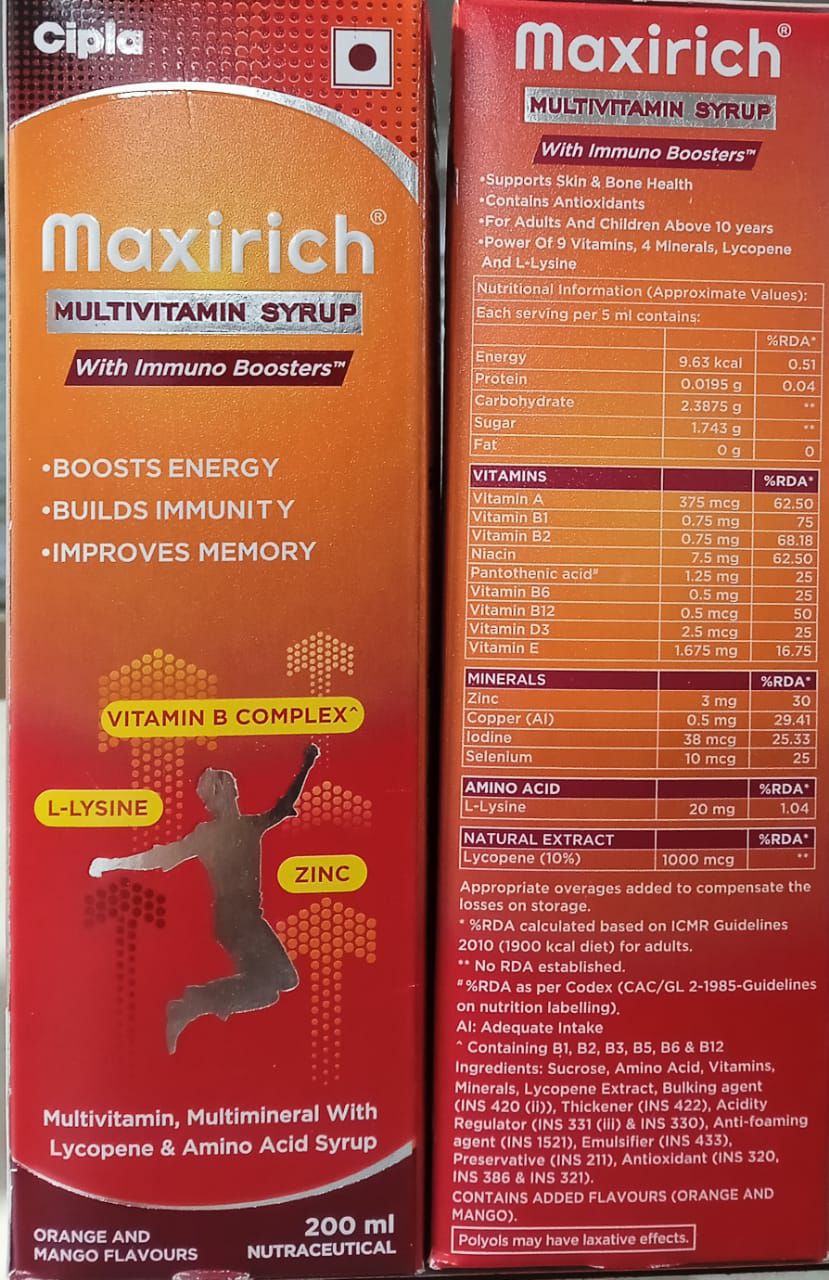 Cipla
Maxirich®
MULTIVITAMIN SYRUP
With Immuno Boosters™
•BOOSTS ENERGY
•BUILDS IMMUNITY
•IMPROVES MEMORY
VITAMIN B COMPLEX^
L-LYSINE
ZINC
Multivitamin, Multimineral With
Lycopene & Amino Acid Syrup
ORANGE AND
MANGO FLAVOURS
200 ml
NUTRACEUTICAL
Maxirich®
MULTIVITAMIN SYRUP
With Immuno Boosters™
•Supports Skin & Bone Health
•Contains Antioxidants
•For Adults And Children Above 10 years
•Power Of 9 Vitamins, 4 Minerals, Lycopene
And L-Lysine
Nutritional Information (Approximate Values):
Each serving per 5 ml contains:
%RDA*
Energy 9.63 kcal 0.51
Protein 0.0195 g 0.04
Carbohydrate 2.3875 g **
Sugar 1.743 g **
Fat 0 g 0
VITAMINS %RDA*
Vitamin A 375 mcg 62.50
Vitamin B1 0.75 mg 75
Vitamin B2 0.75 mg 68.18
Niacin 7.5 mg 62.50
Pantothenic acid# 1.25 mg 25
Vitamin B6 0.5 mg 25
Vitamin B12 0.5 mcg 50
Vitamin D3 2.5 mcg 25
Vitamin E 1.675 mg 16.75
MINERALS %RDA*
Zinc 3 mg 30
Copper (AI) 0.5 mg 29.41
Iodine 38 mcg 25.33
Selenium 10 mcg 25
AMINO ACID %RDA*
L-Lysine 20 mg 1.04
NATURAL EXTRACT %RDA*
Lycopene (10%) 1000 mcg **
Appropriate overages added to compensate the
losses on storage.
* %RDA calculated based on ICMR Guidelines
2010 (1900 kcal diet) for adults.
** No RDA established.
#%RDA as per Codex (CAC/GL 2-1985-Guidelines
on nutrition labelling).
AI: Adequate Intake
^ Containing B1, B2, B3, B5, B6 & B12
Ingredients: Sucrose, Amino Acid, Vitamins,
Minerals, Lycopene Extract, Bulking agent
(INS 420 (ii)), Thickener (INS 422), Acidity
Regulator (INS 331 (iii) & INS 330), Anti-foaming
agent (INS 1521), Emulsifier (INS 433),
Preservative (INS 211), Antioxidant (INS 320,
INS 386 & INS 321).
CONTAINS ADDED FLAVOURS (ORANGE AND
MANGO).
Polyols may have laxative effects.